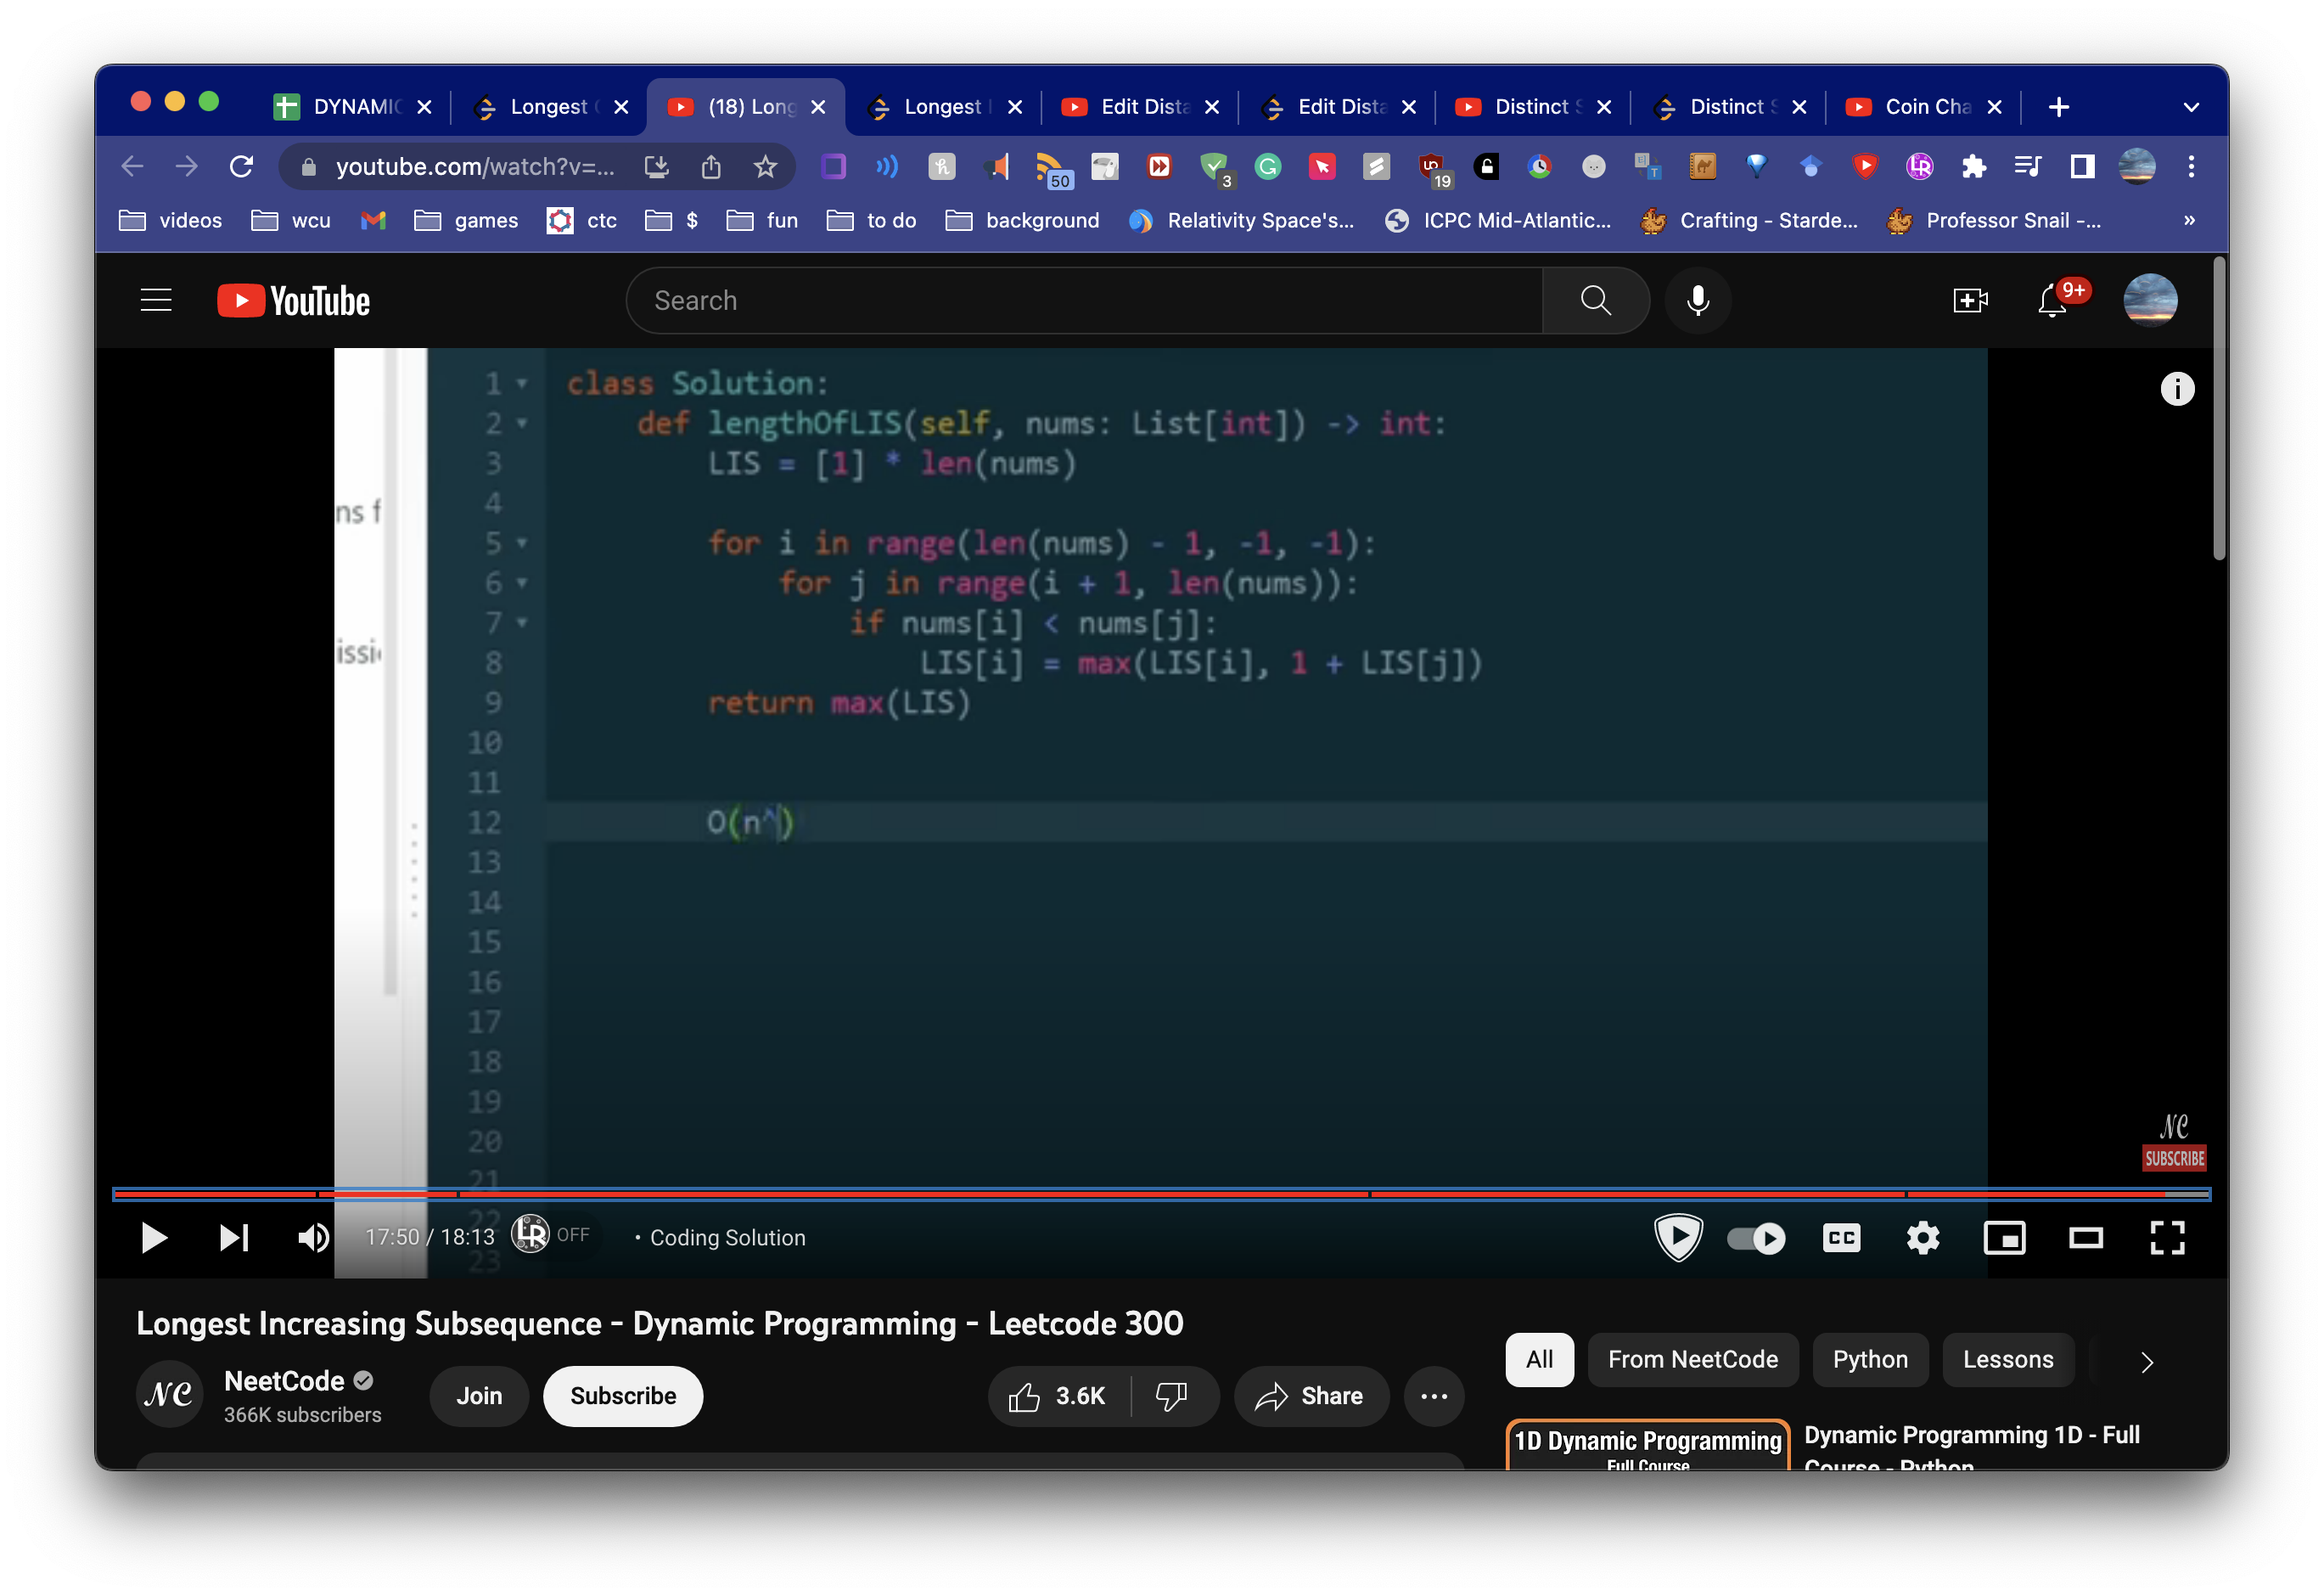 DYNAMIC
Longest
(18) Long
Longest
Edit Dista
Edit Dista
Distinct S
Distinct S
Coin Cha
youtube.com/watch?v=...
50
3
19
videos
wcu
games
ctc
$
fun
to do
background
Relativity Space's...
ICPC Mid-Atlantic...
Crafting - Starde...
Professor Snail -...
»
YouTube
Search
9+
ns f
issi
1 class Solution:
2 def lengthOfLIS(self, nums: List[int]) -> int:
3 LIS = [1] * len(nums)
4
5 for i in range(len(nums) - 1, -1, -1):
6 for j in range(i + 1, len(nums)):
7 if nums[i] < nums[j]:
8 LIS[i] = max(LIS[i], 1 + LIS[j])
9 return max(LIS)
10
11
12 O(n^)
13
14
15
16
17
18
19
20
21
22
23
NC
SUBSCRIBE
17:50 / 18:13
LR OFF
• Coding Solution
CC
Longest Increasing Subsequence - Dynamic Programming - Leetcode 300
NC
NeetCode
366K subscribers
Join
Subscribe
3.6K
Share
All
From NeetCode
Python
Lessons
1D Dynamic Programming
Full Course
Dynamic Programming 1D - Full
Course - Python